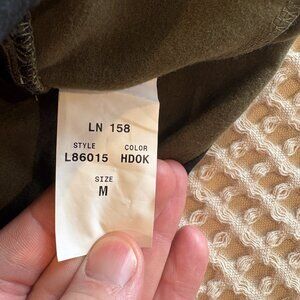 LN 158
STYLE COLOR
L86015 HDOK
SIZE
M